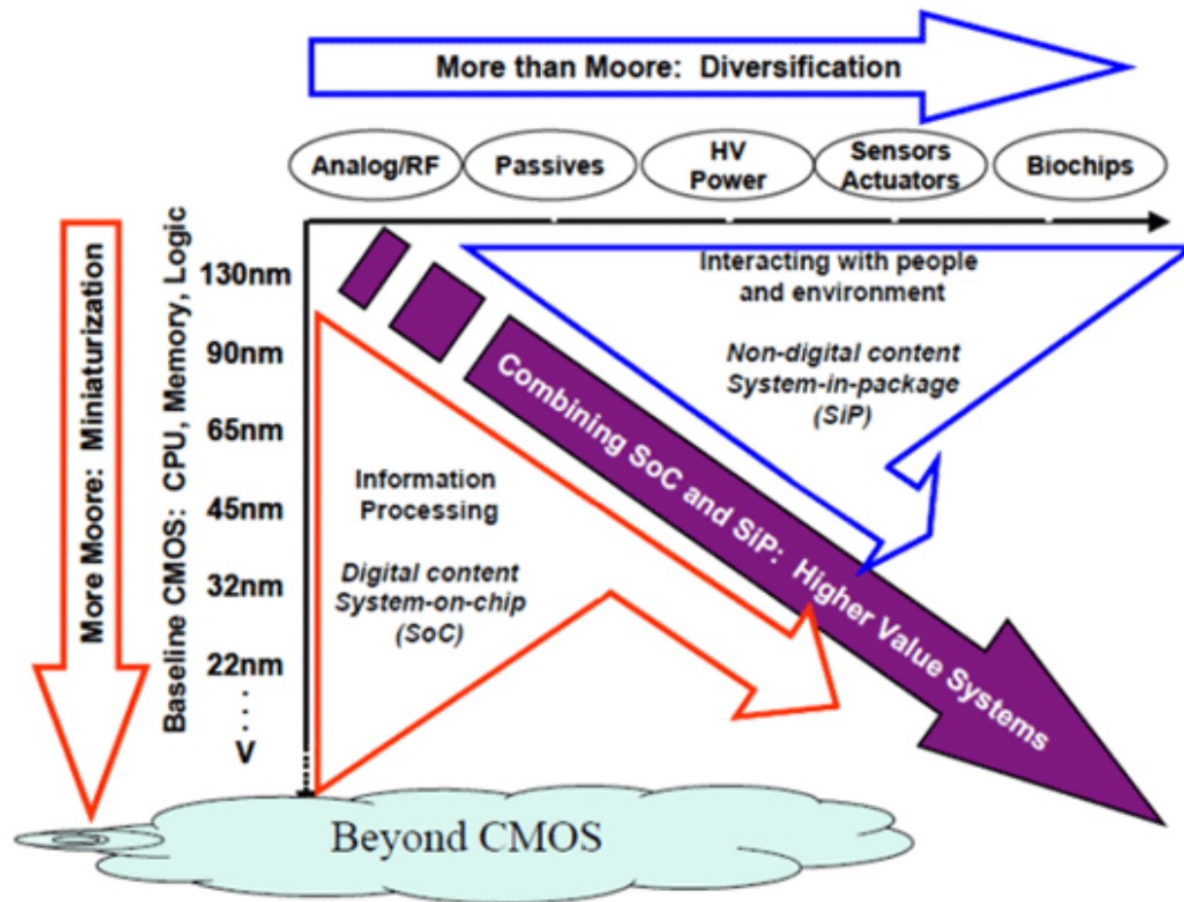 More than Moore: Diversification
Analog/RF
Passives
HV
Power
Sensors
Actuators
Biochips
More Moore: Miniaturization
Baseline CMOS: CPU, Memory, Logic
130nm
90nm
65nm
45nm
32nm
22nm
V
Interacting with people
and environment
Non-digital content
System-in-package
(SiP)
Combining SoC and SiP: Higher Value Systems
Information
Processing
Digital content
System-on-chip
(SoC)
Beyond CMOS